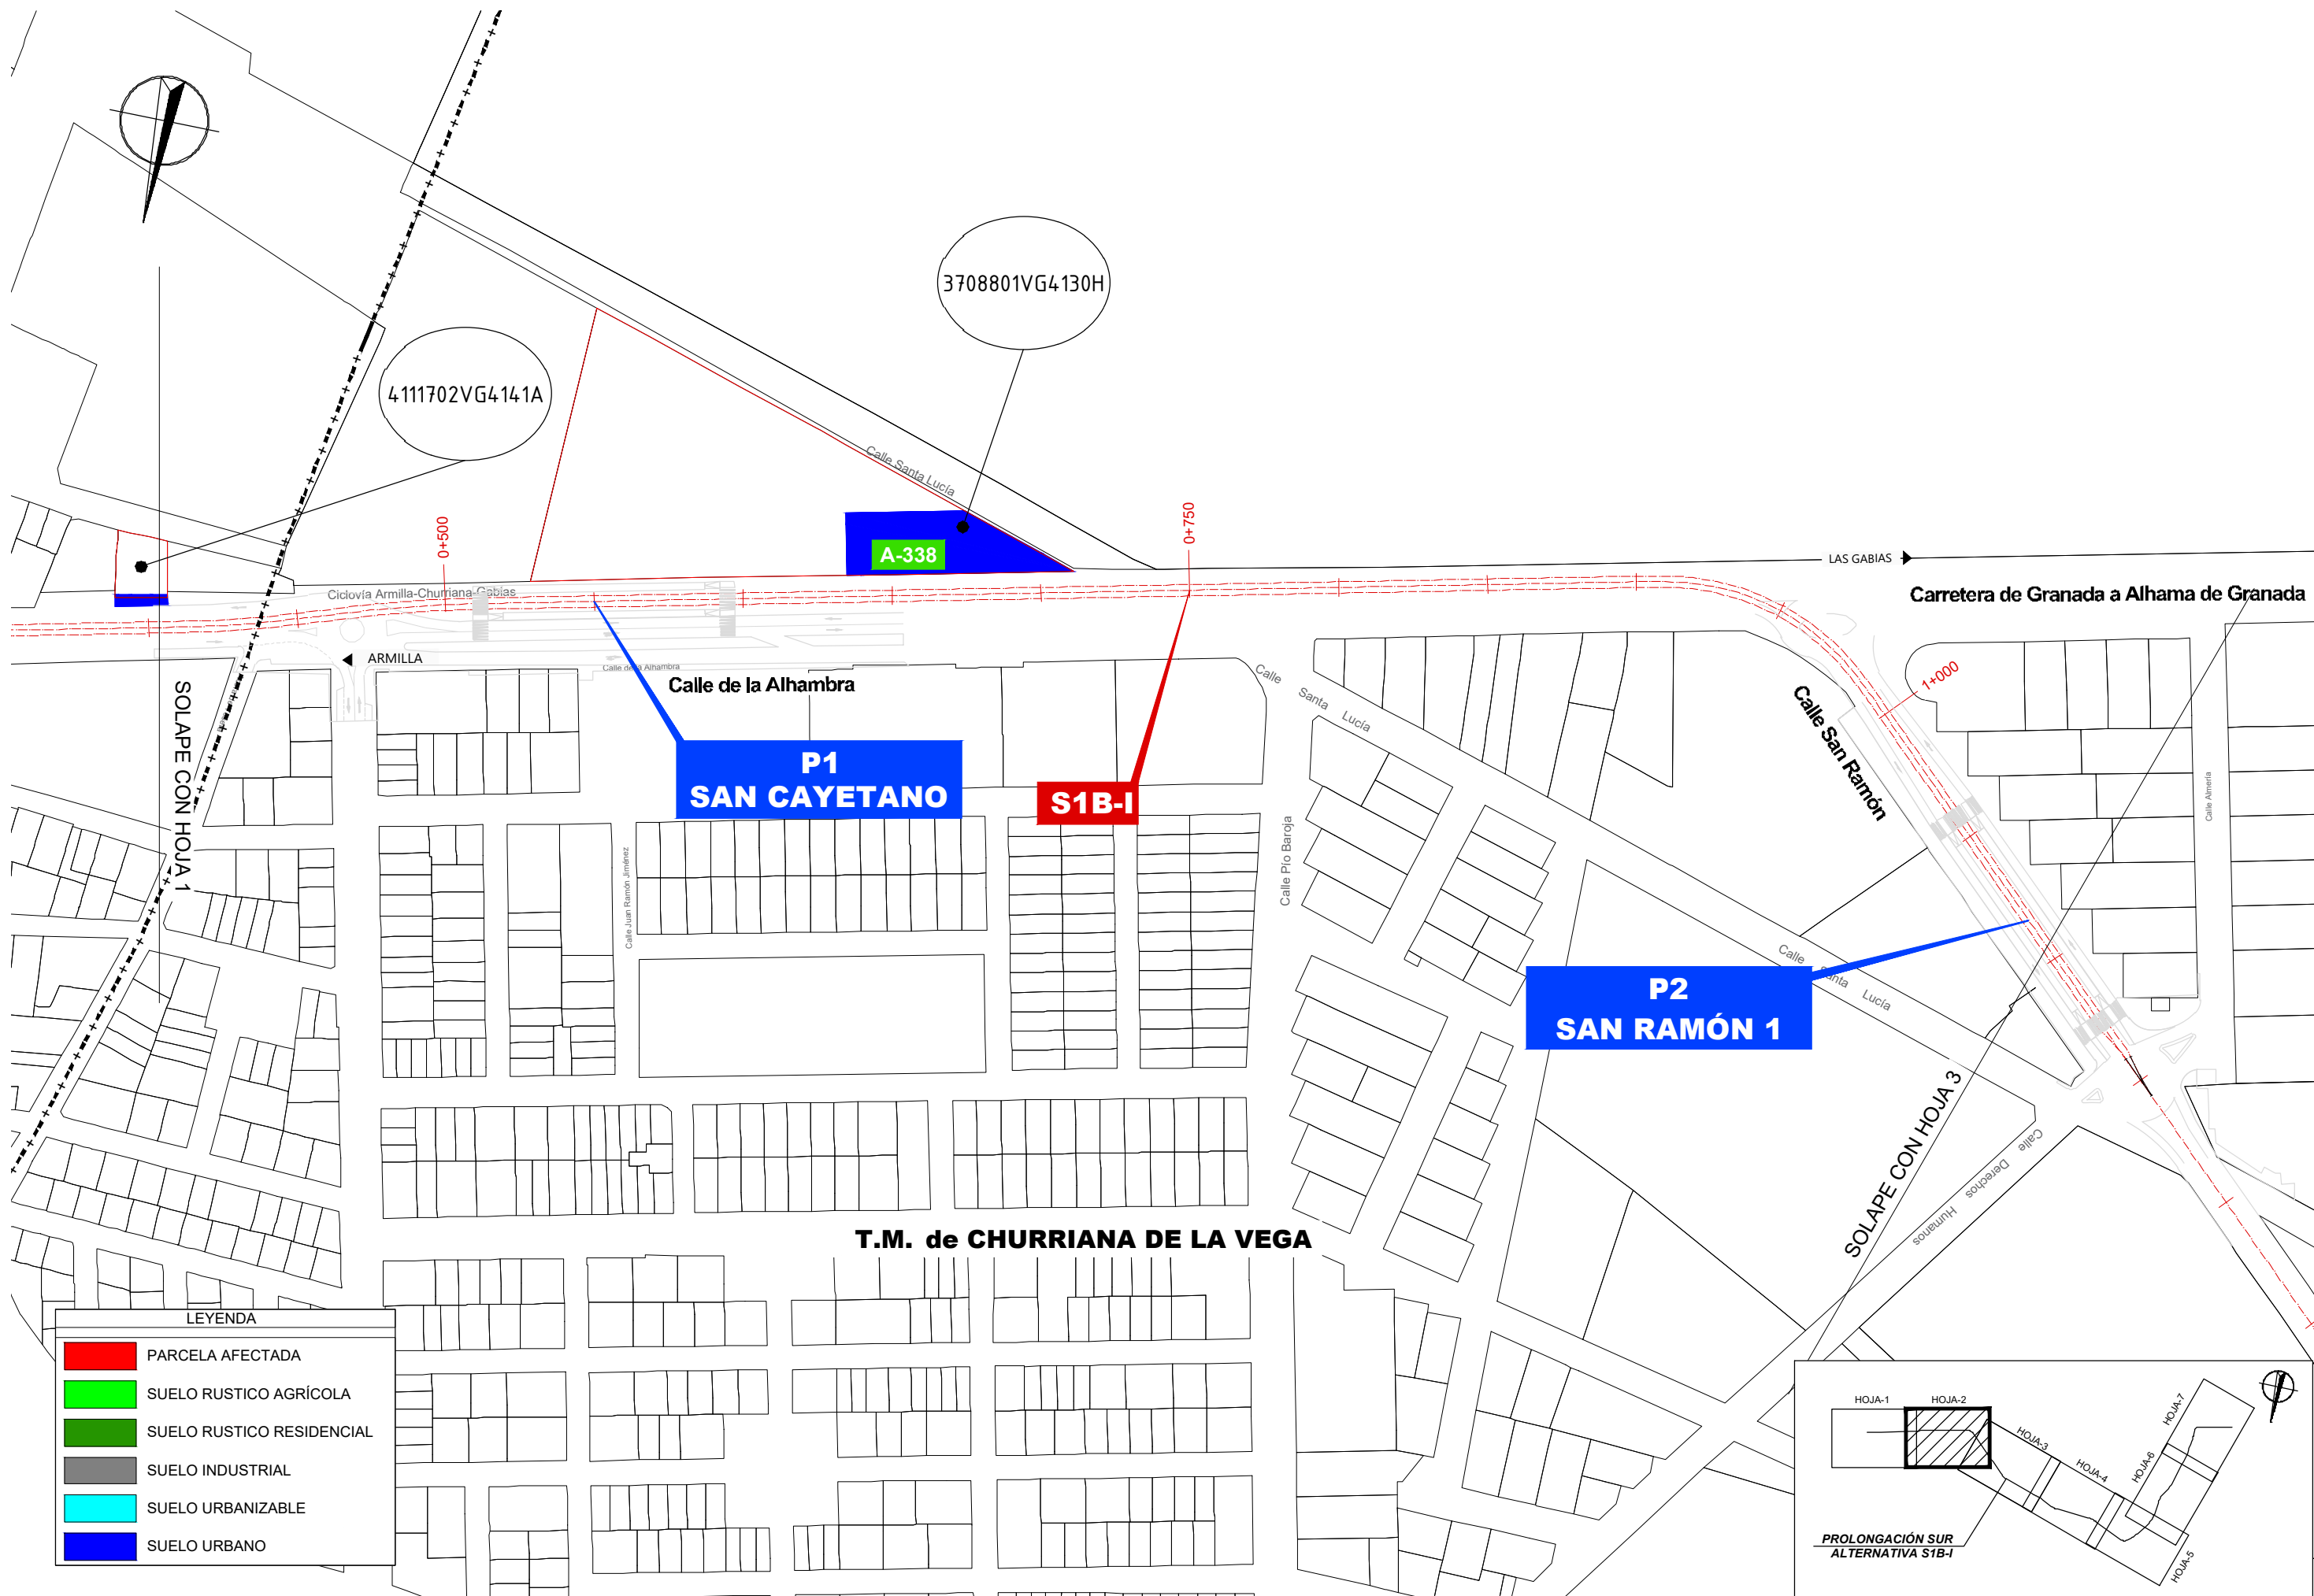 3708801VG4130H
4111702VG4141A
Calle Santa Lucía
0+500
0+750
A-338
LAS GABIAS
Ciclovía Armilla-Churriana-Gabias
Carretera de Granada a Alhama de Granada
ARMILLA
Calle de la Alhambra
Calle de la Alhambra
Calle Santa Lucía
1+000
Calle San Ramón
SOLAPE CON HOJA 1
P1
SAN CAYETANO
S1B-I
Calle Almería
Calle Juan Ramón Jiménez
Calle Pío Baroja
Calle Santa Lucía
P2
SAN RAMÓN 1
SOLAPE CON HOJA 3
Calle Derechos Humanos
T.M. de CHURRIANA DE LA VEGA
LEYENDA
PARCELA AFECTADA
SUELO RUSTICO AGRÍCOLA
SUELO RUSTICO RESIDENCIAL
SUELO INDUSTRIAL
SUELO URBANIZABLE
SUELO URBANO
HOJA-1
HOJA-2
HOJA-3
HOJA-4
HOJA-5
HOJA-6
HOJA-7
PROLONGACIÓN SUR
ALTERNATIVA S1B-I